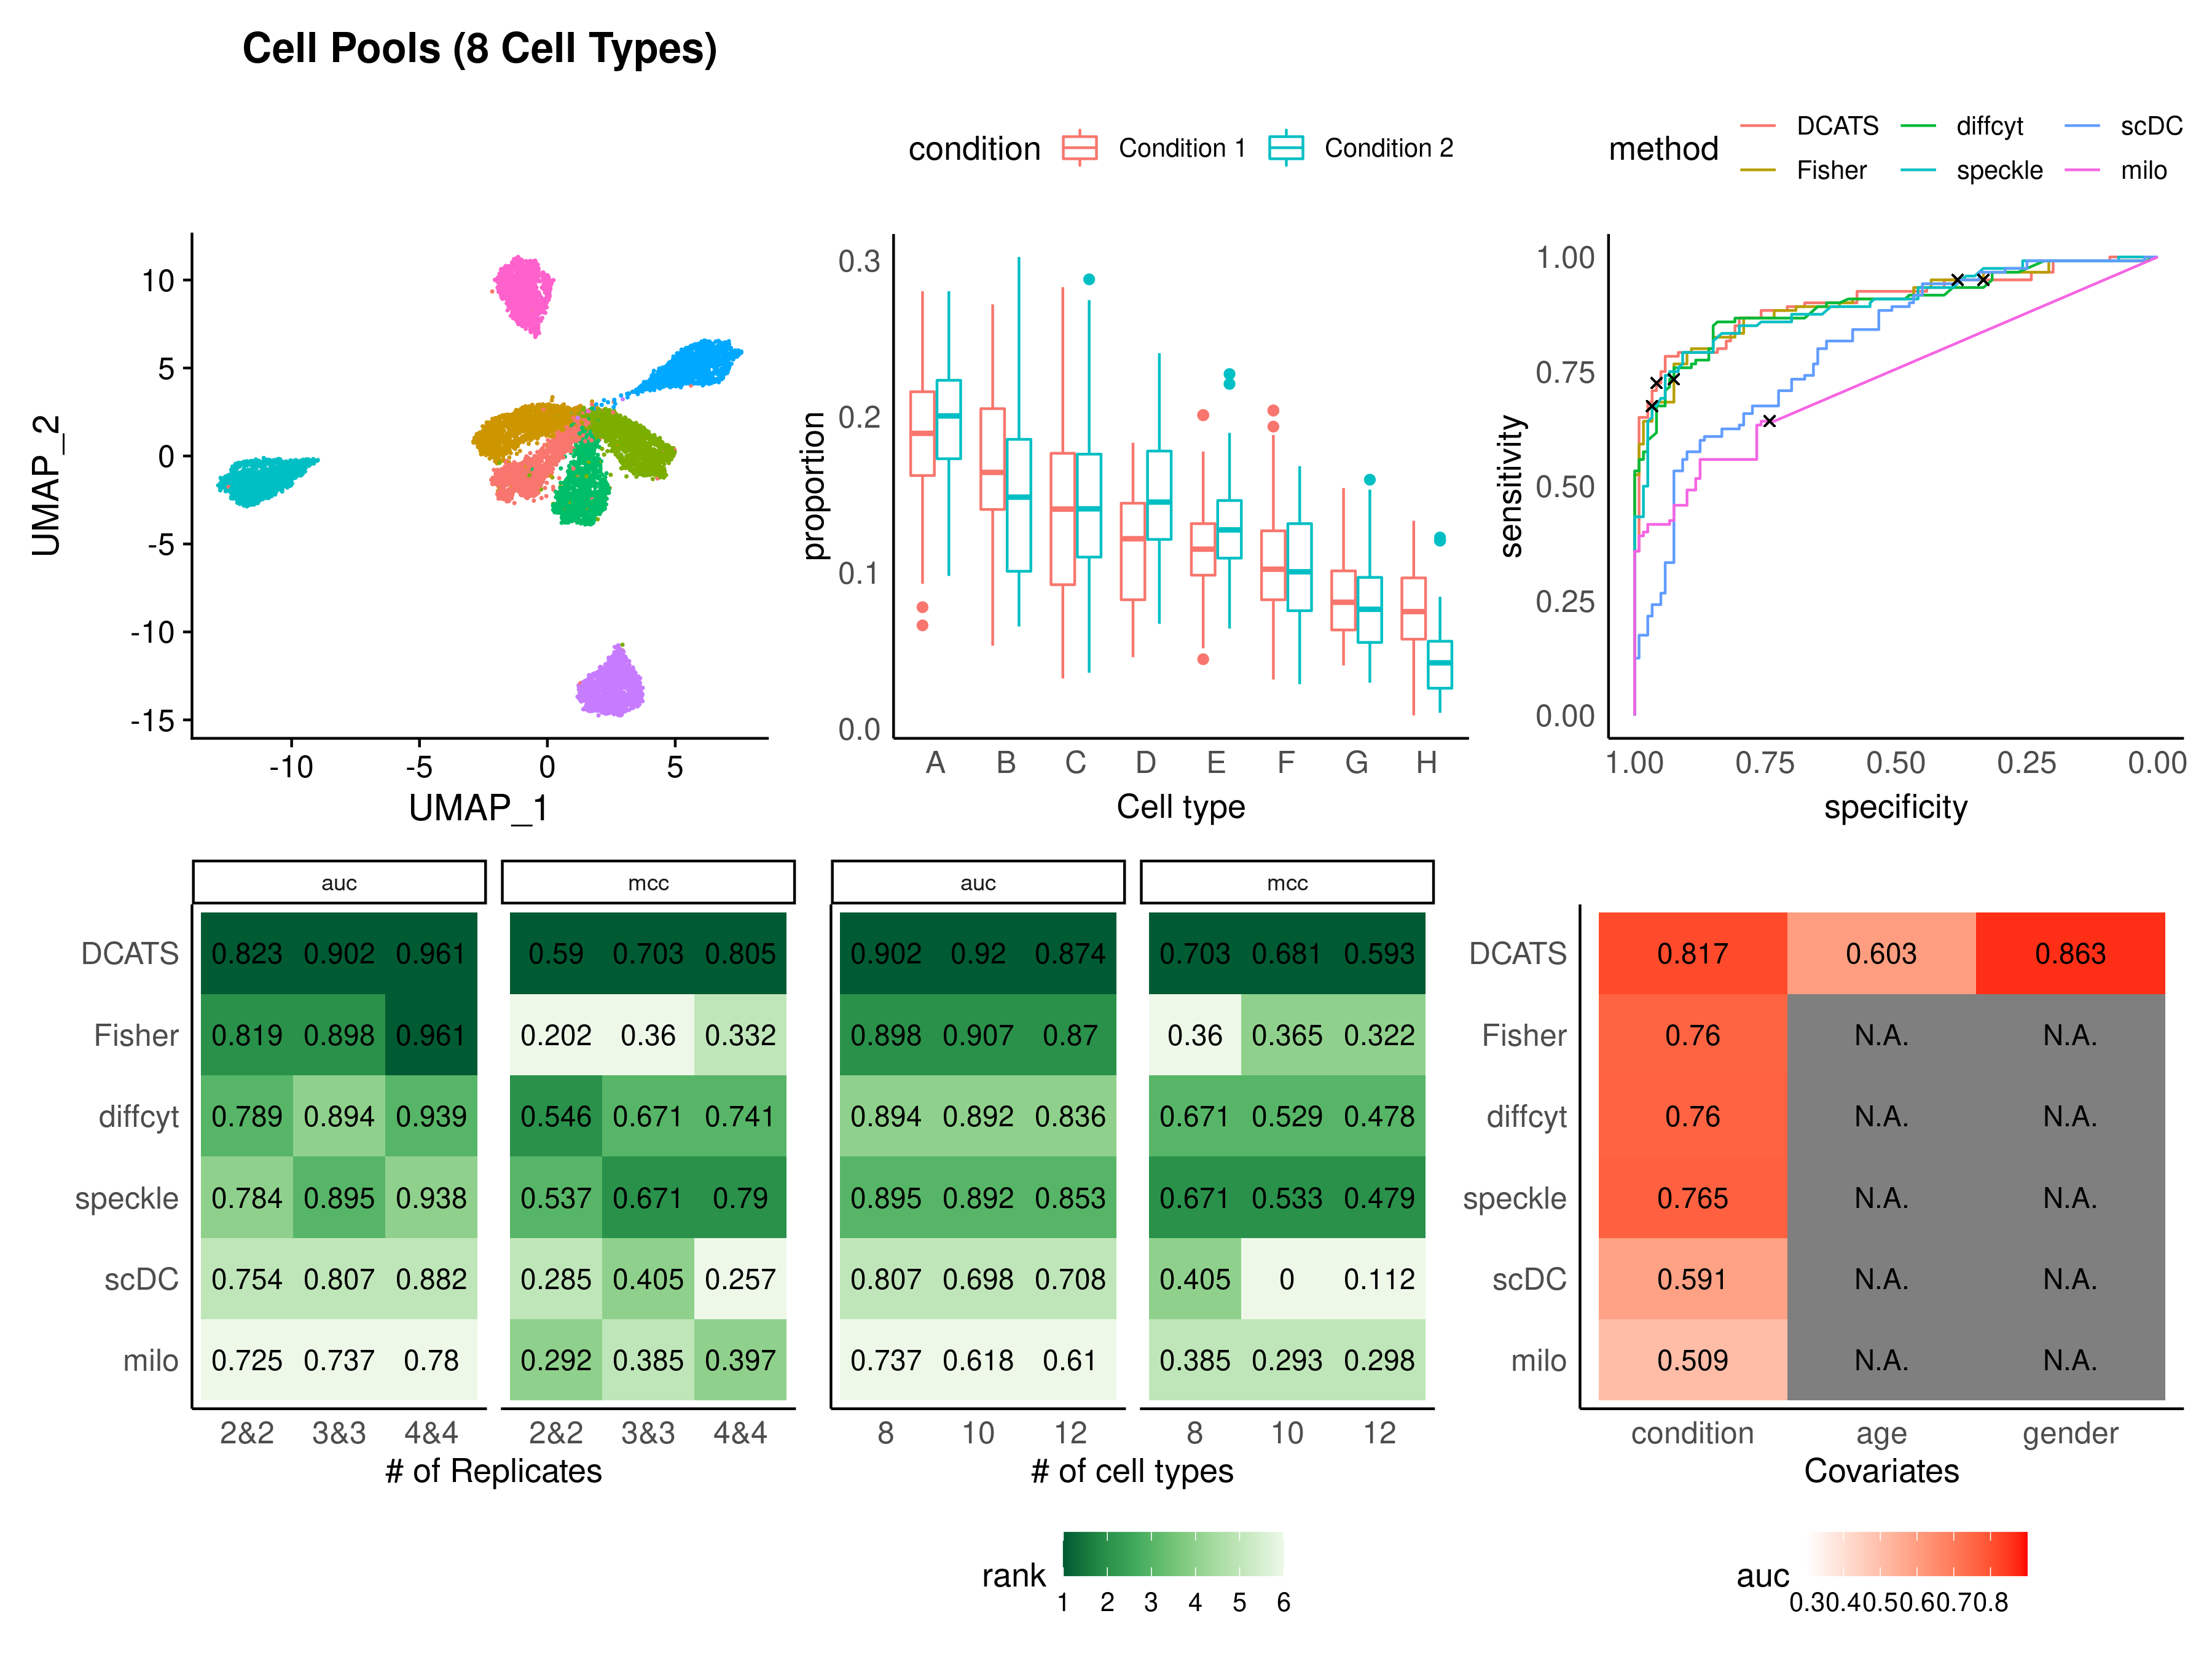 Cell Pools (8 Cell Types)
UMAP_2
10
5
0
-5
-10
-15
-10 -5 0 5
UMAP_1
condition Condition 1 Condition 2
proportion
0.3
0.2
0.1
0.0
A B C D E F G H
Cell type
method DCATS diffcyt scDC
Fisher speckle milo
sensitivity
1.00
0.75
0.50
0.25
0.00
1.00 0.75 0.50 0.25 0.00
specificity
auc mcc
DCATS 0.823 0.902 0.961 0.59 0.703 0.805
Fisher 0.819 0.898 0.961 0.202 0.36 0.332
diffcyt 0.789 0.894 0.939 0.546 0.671 0.741
speckle 0.784 0.895 0.938 0.537 0.671 0.79
scDC 0.754 0.807 0.882 0.285 0.405 0.257
milo 0.725 0.737 0.78 0.292 0.385 0.397
2&2 3&3 4&4 2&2 3&3 4&4
# of Replicates
auc mcc
0.902 0.92 0.874 0.703 0.681 0.593
0.898 0.907 0.87 0.36 0.365 0.322
0.894 0.892 0.836 0.671 0.529 0.478
0.895 0.892 0.853 0.671 0.533 0.479
0.807 0.698 0.708 0.405 0 0.112
0.737 0.618 0.61 0.385 0.293 0.298
8 10 12 8 10 12
# of cell types
rank
1 2 3 4 5 6
DCATS 0.817 0.603 0.863
Fisher 0.76 N.A. N.A.
diffcyt 0.76 N.A. N.A.
speckle 0.765 N.A. N.A.
scDC 0.591 N.A. N.A.
milo 0.509 N.A. N.A.
condition age gender
Covariates
auc
0.30.40.50.60.70.8